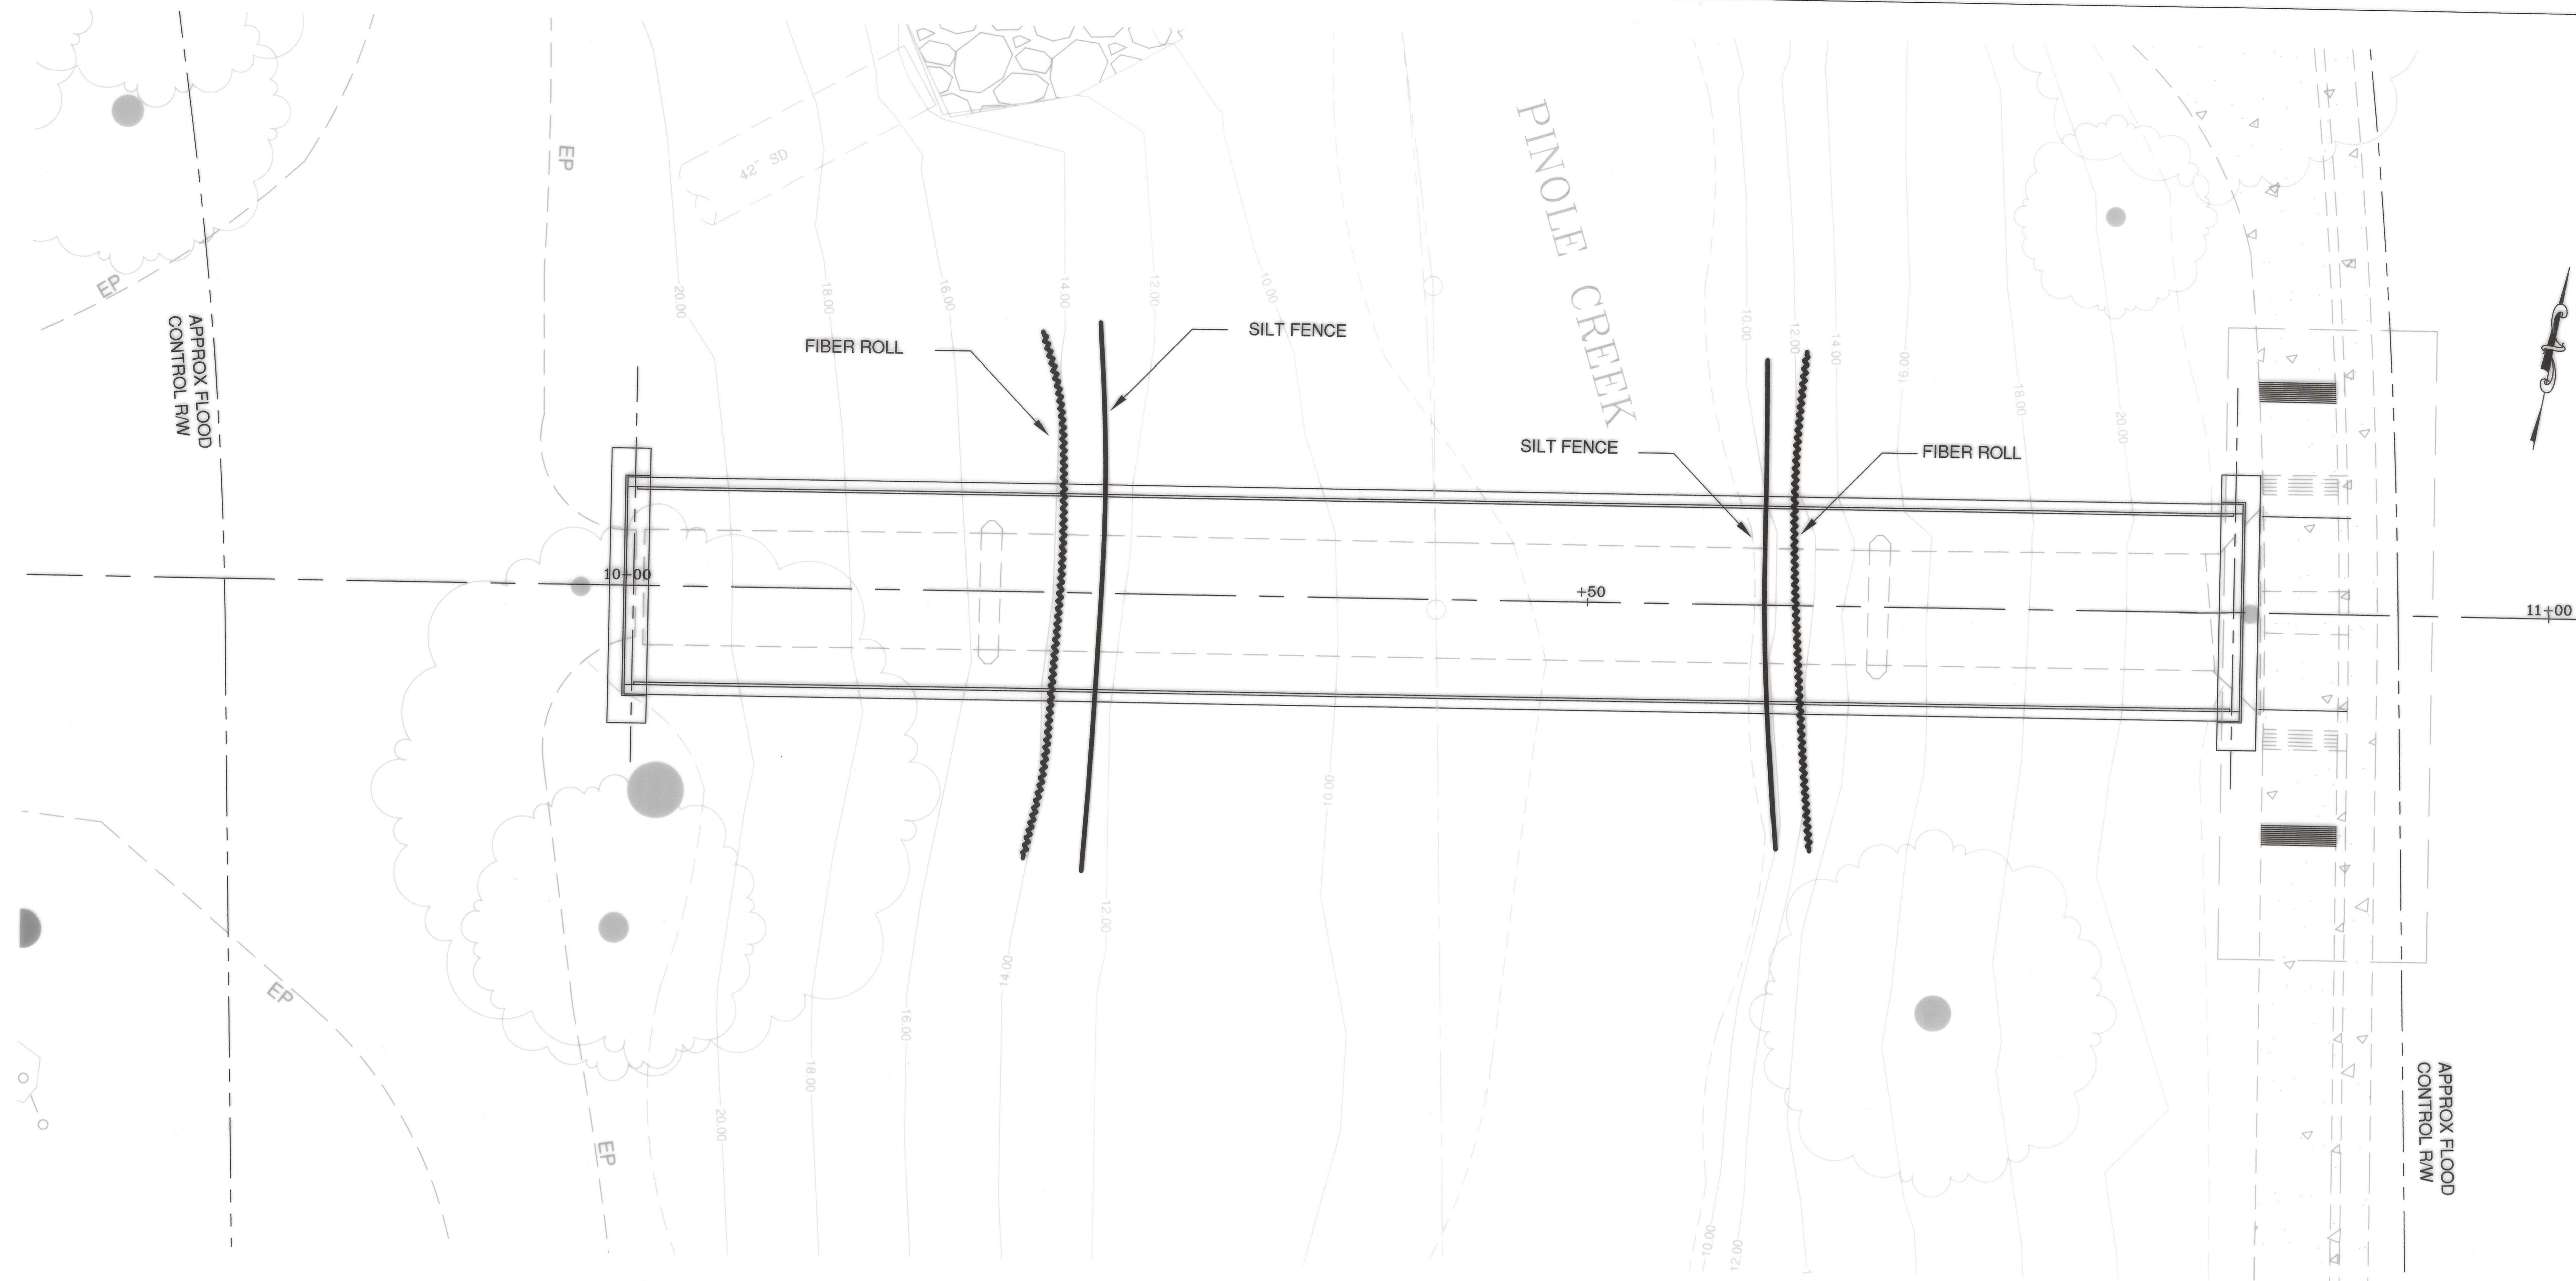 EP
42" SD
PINOLE CREEK
EP
APPROX FLOOD
CONTROL R/W
20.00
18.00
16.00
14.00
12.00
10.00
10.00
12.00
14.00
16.00
18.00
20.00
FIBER ROLL
SILT FENCE
SILT FENCE
FIBER ROLL
10+00
+50
11+00
10.00
12.00
14.00
16.00
18.00
20.00
EP
EP
APPROX FLOOD
CONTROL R/W
10.00
12.00